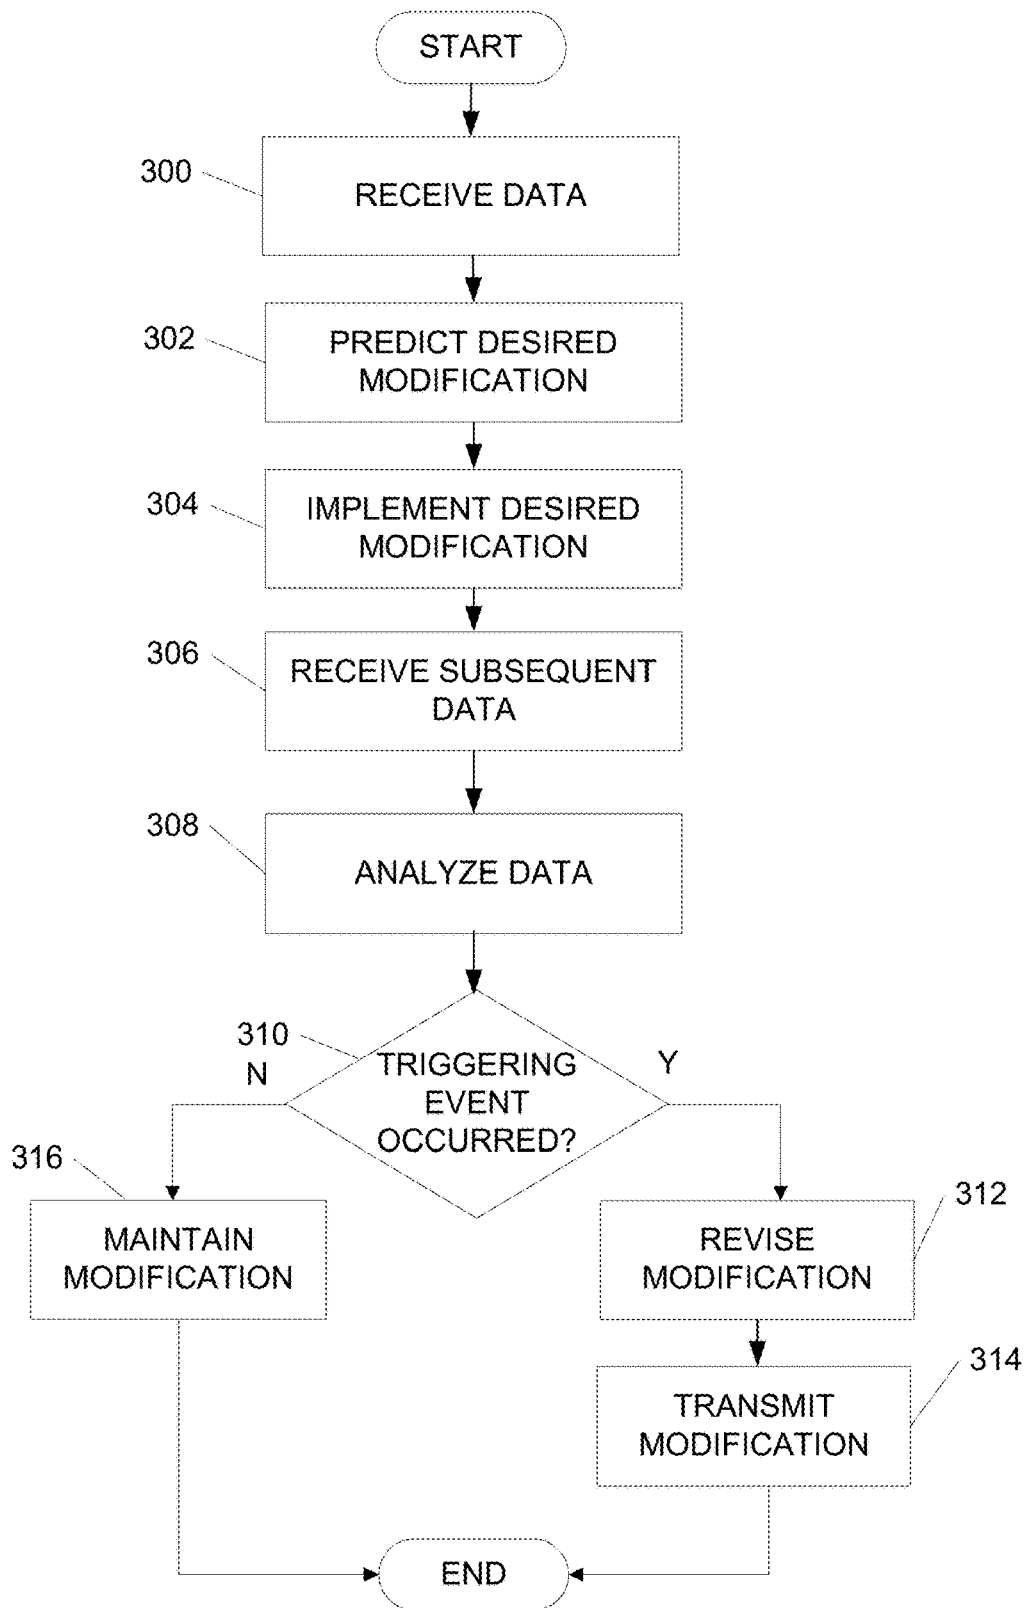 START
300
RECEIVE DATA
302
PREDICT DESIRED
MODIFICATION
304
IMPLEMENT DESIRED
MODIFICATION
306
RECEIVE SUBSEQUENT
DATA
308
ANALYZE DATA
310
N
TRIGGERING
EVENT
OCCURRED?
Y
316
MAINTAIN
MODIFICATION
312
REVISE
MODIFICATION
314
TRANSMIT
MODIFICATION
END